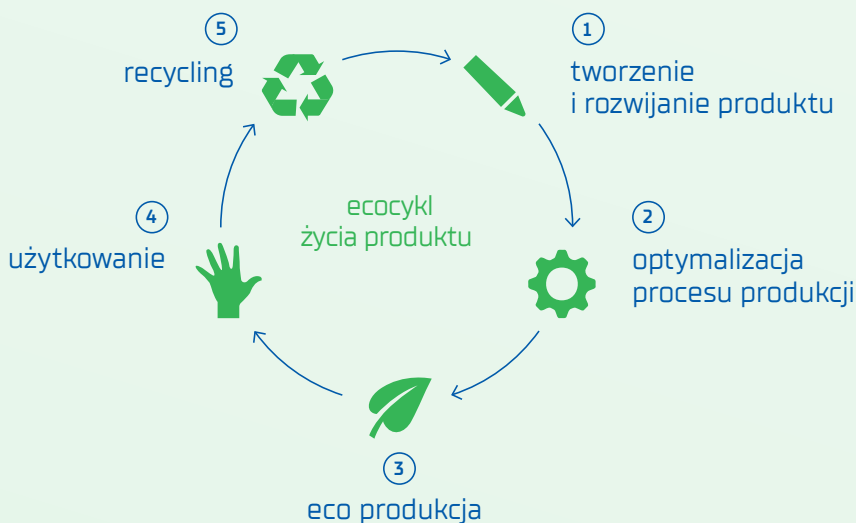 1
tworzenie
i rozwijanie produktu
2
optymalizacja
procesu produkcji
3
eco produkcja
4
użytkowanie
5
recycling
ecocykl
życia produktu